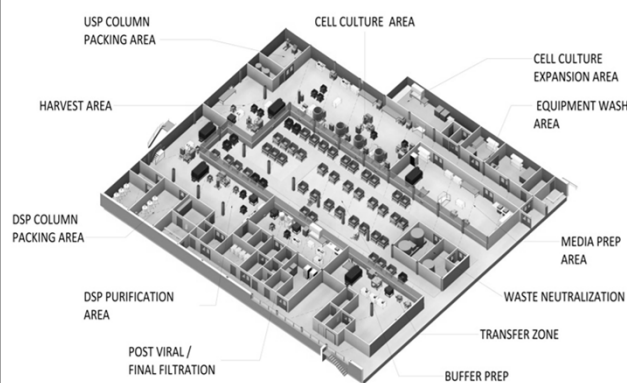 USP COLUMN
PACKING AREA
CELL CULTURE AREA
CELL CULTURE
EXPANSION AREA
HARVEST AREA
EQUIPMENT WASH
AREA
DSP COLUMN
PACKING AREA
MEDIA PREP
AREA
DSP PURIFICATION
AREA
WASTE NEUTRALIZATION
TRANSFER ZONE
POST VIRAL /
FINAL FILTRATION
BUFFER PREP